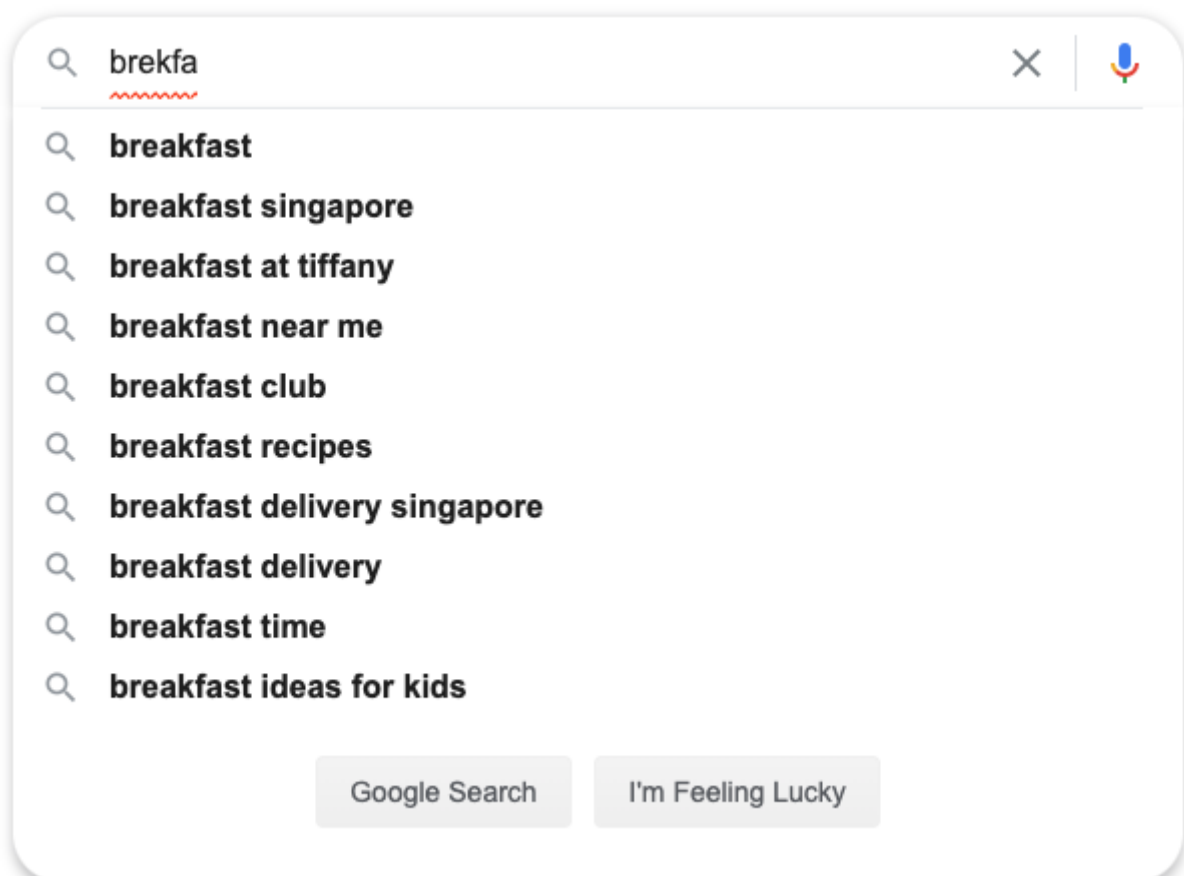 brekfa
breakfast
breakfast singapore
breakfast at tiffany
breakfast near me
breakfast club
breakfast recipes
breakfast delivery singapore
breakfast delivery
breakfast time
breakfast ideas for kids
Google Search I'm Feeling Lucky